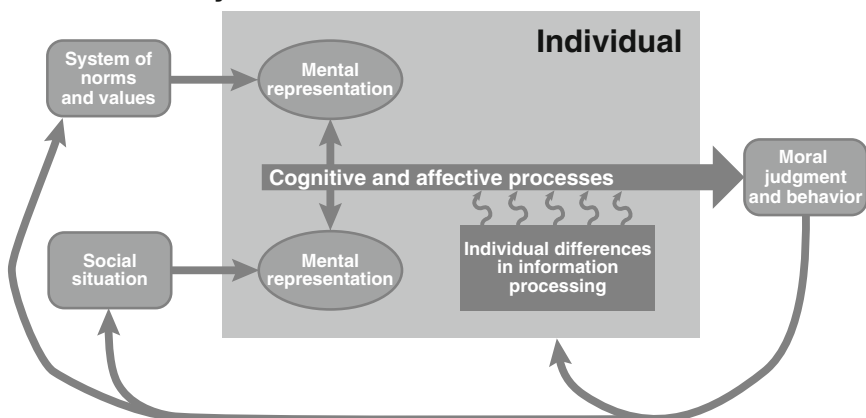 Individual
System of
norms
and values
Mental
representation
Cognitive and affective processes
Moral
judgment
and behavior
Social
situation
Mental
representation
Individual differences
in information
processing